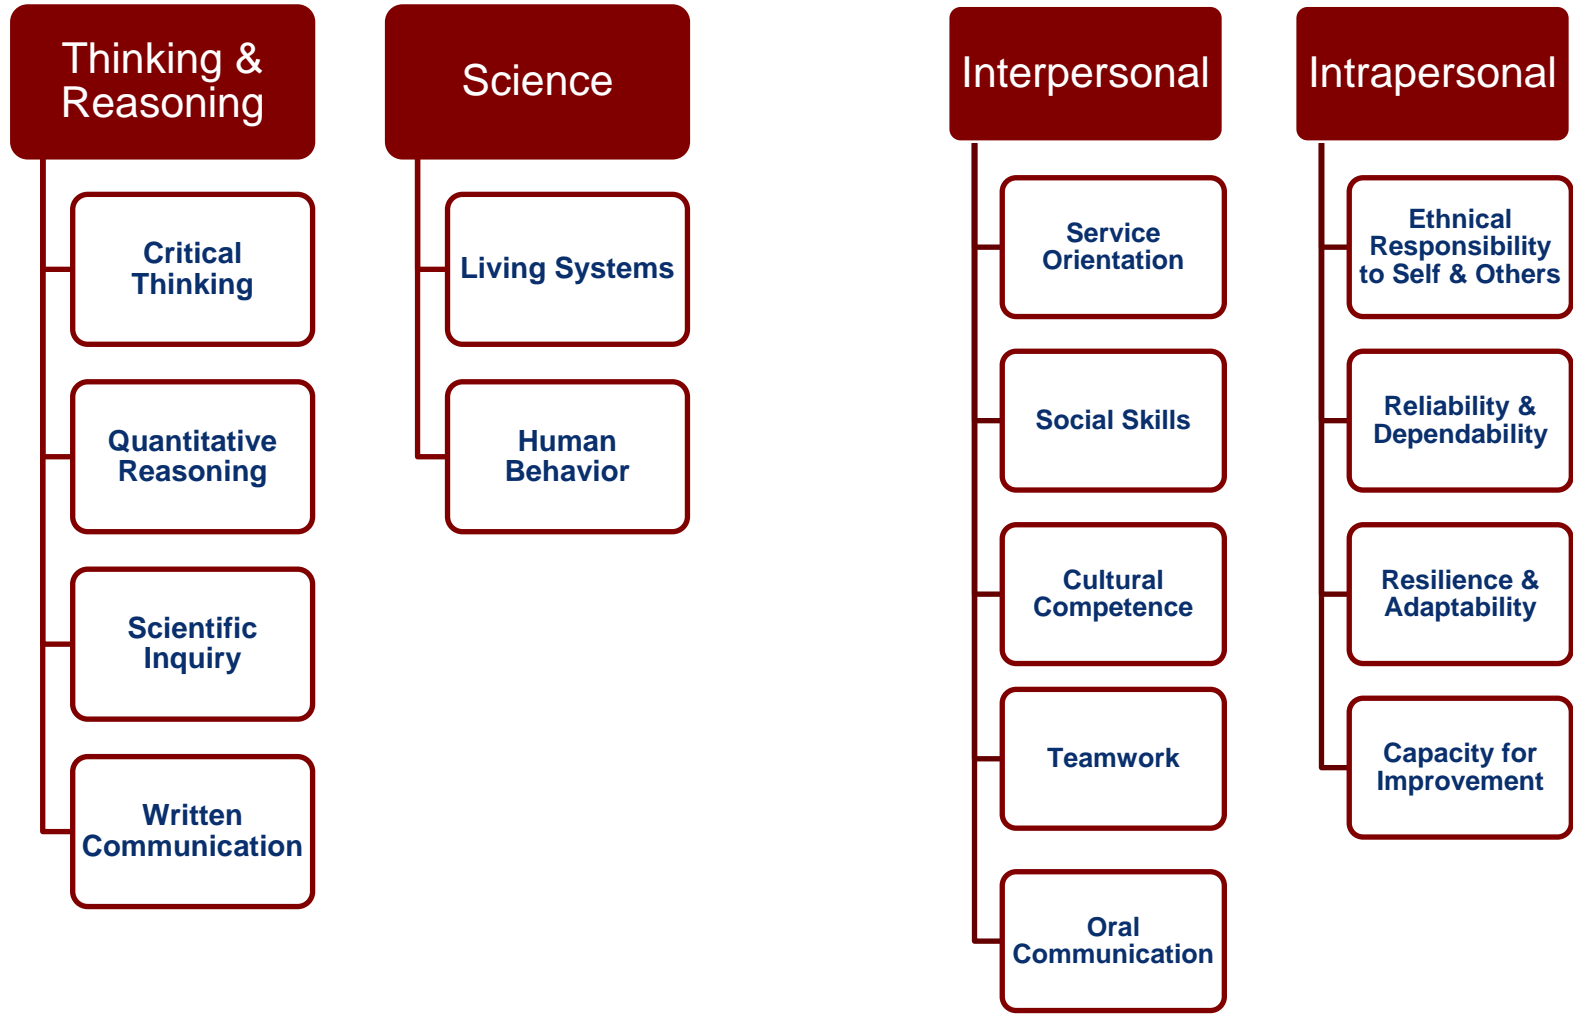 Thinking &
Reasoning
Critical
Thinking
Quantitative
Reasoning
Scientific
Inquiry
Written
Communication
Science
Living Systems
Human
Behavior
Interpersonal
Service
Orientation
Social Skills
Cultural
Competence
Teamwork
Oral
Communication
Intrapersonal
Ethnical
Responsibility
to Self & Others
Reliability &
Dependability
Resilience &
Adaptability
Capacity for
Improvement